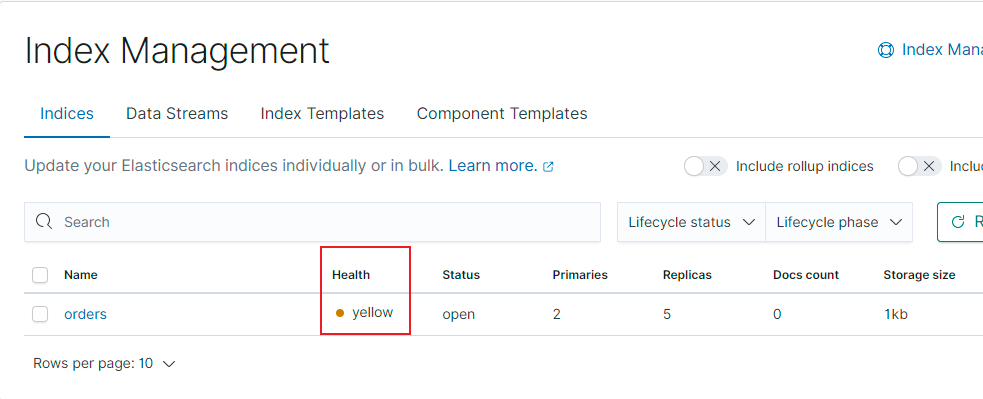 Index Management
Index Mana
Indices Data Streams Index Templates Component Templates
Update your Elasticsearch indices individually or in bulk. Learn more.
Include rollup indices
Inclu
Search
Lifecycle status
Lifecycle phase
R
Name Health Status Primaries Replicas Docs count Storage size
orders yellow open 2 5 0 1kb
Rows per page: 10